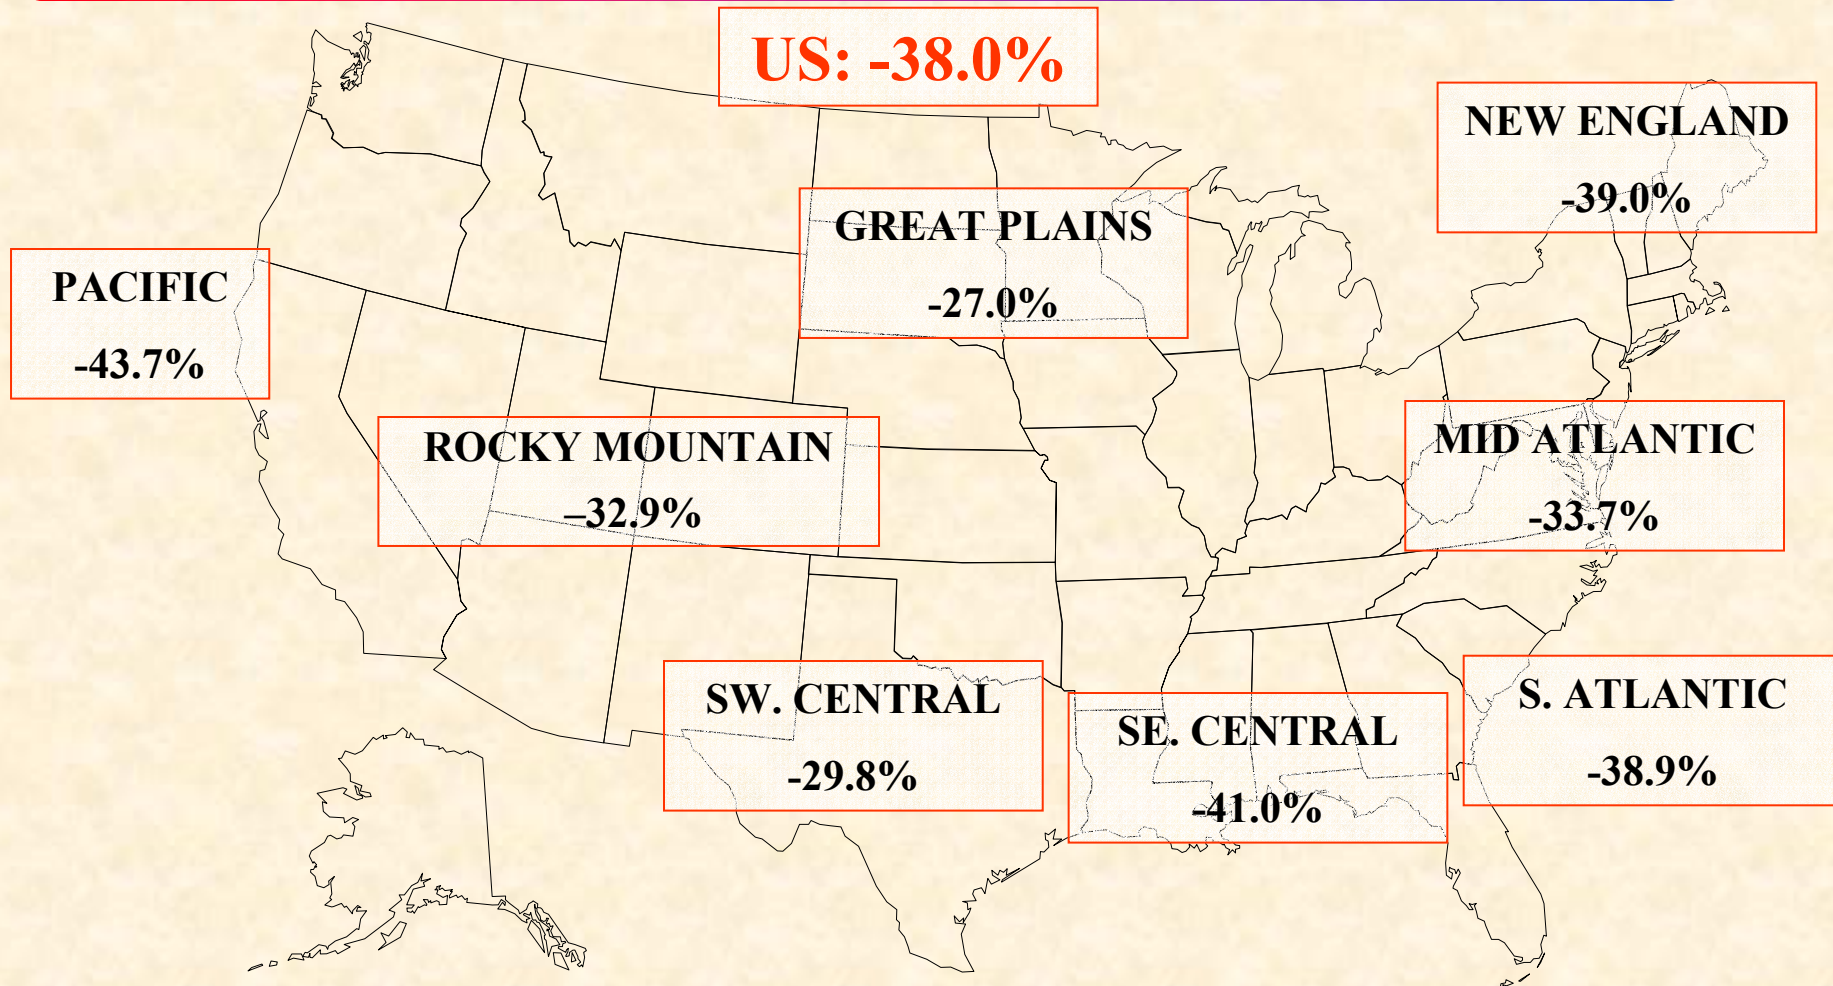 US: -38.0%
NEW ENGLAND
-39.0%
GREAT PLAINS
-27.0%
PACIFIC
-43.7%
ROCKY MOUNTAIN
–32.9%
MID ATLANTIC
-33.7%
SW. CENTRAL
-29.8%
SE. CENTRAL
-41.0%
S. ATLANTIC
-38.9%